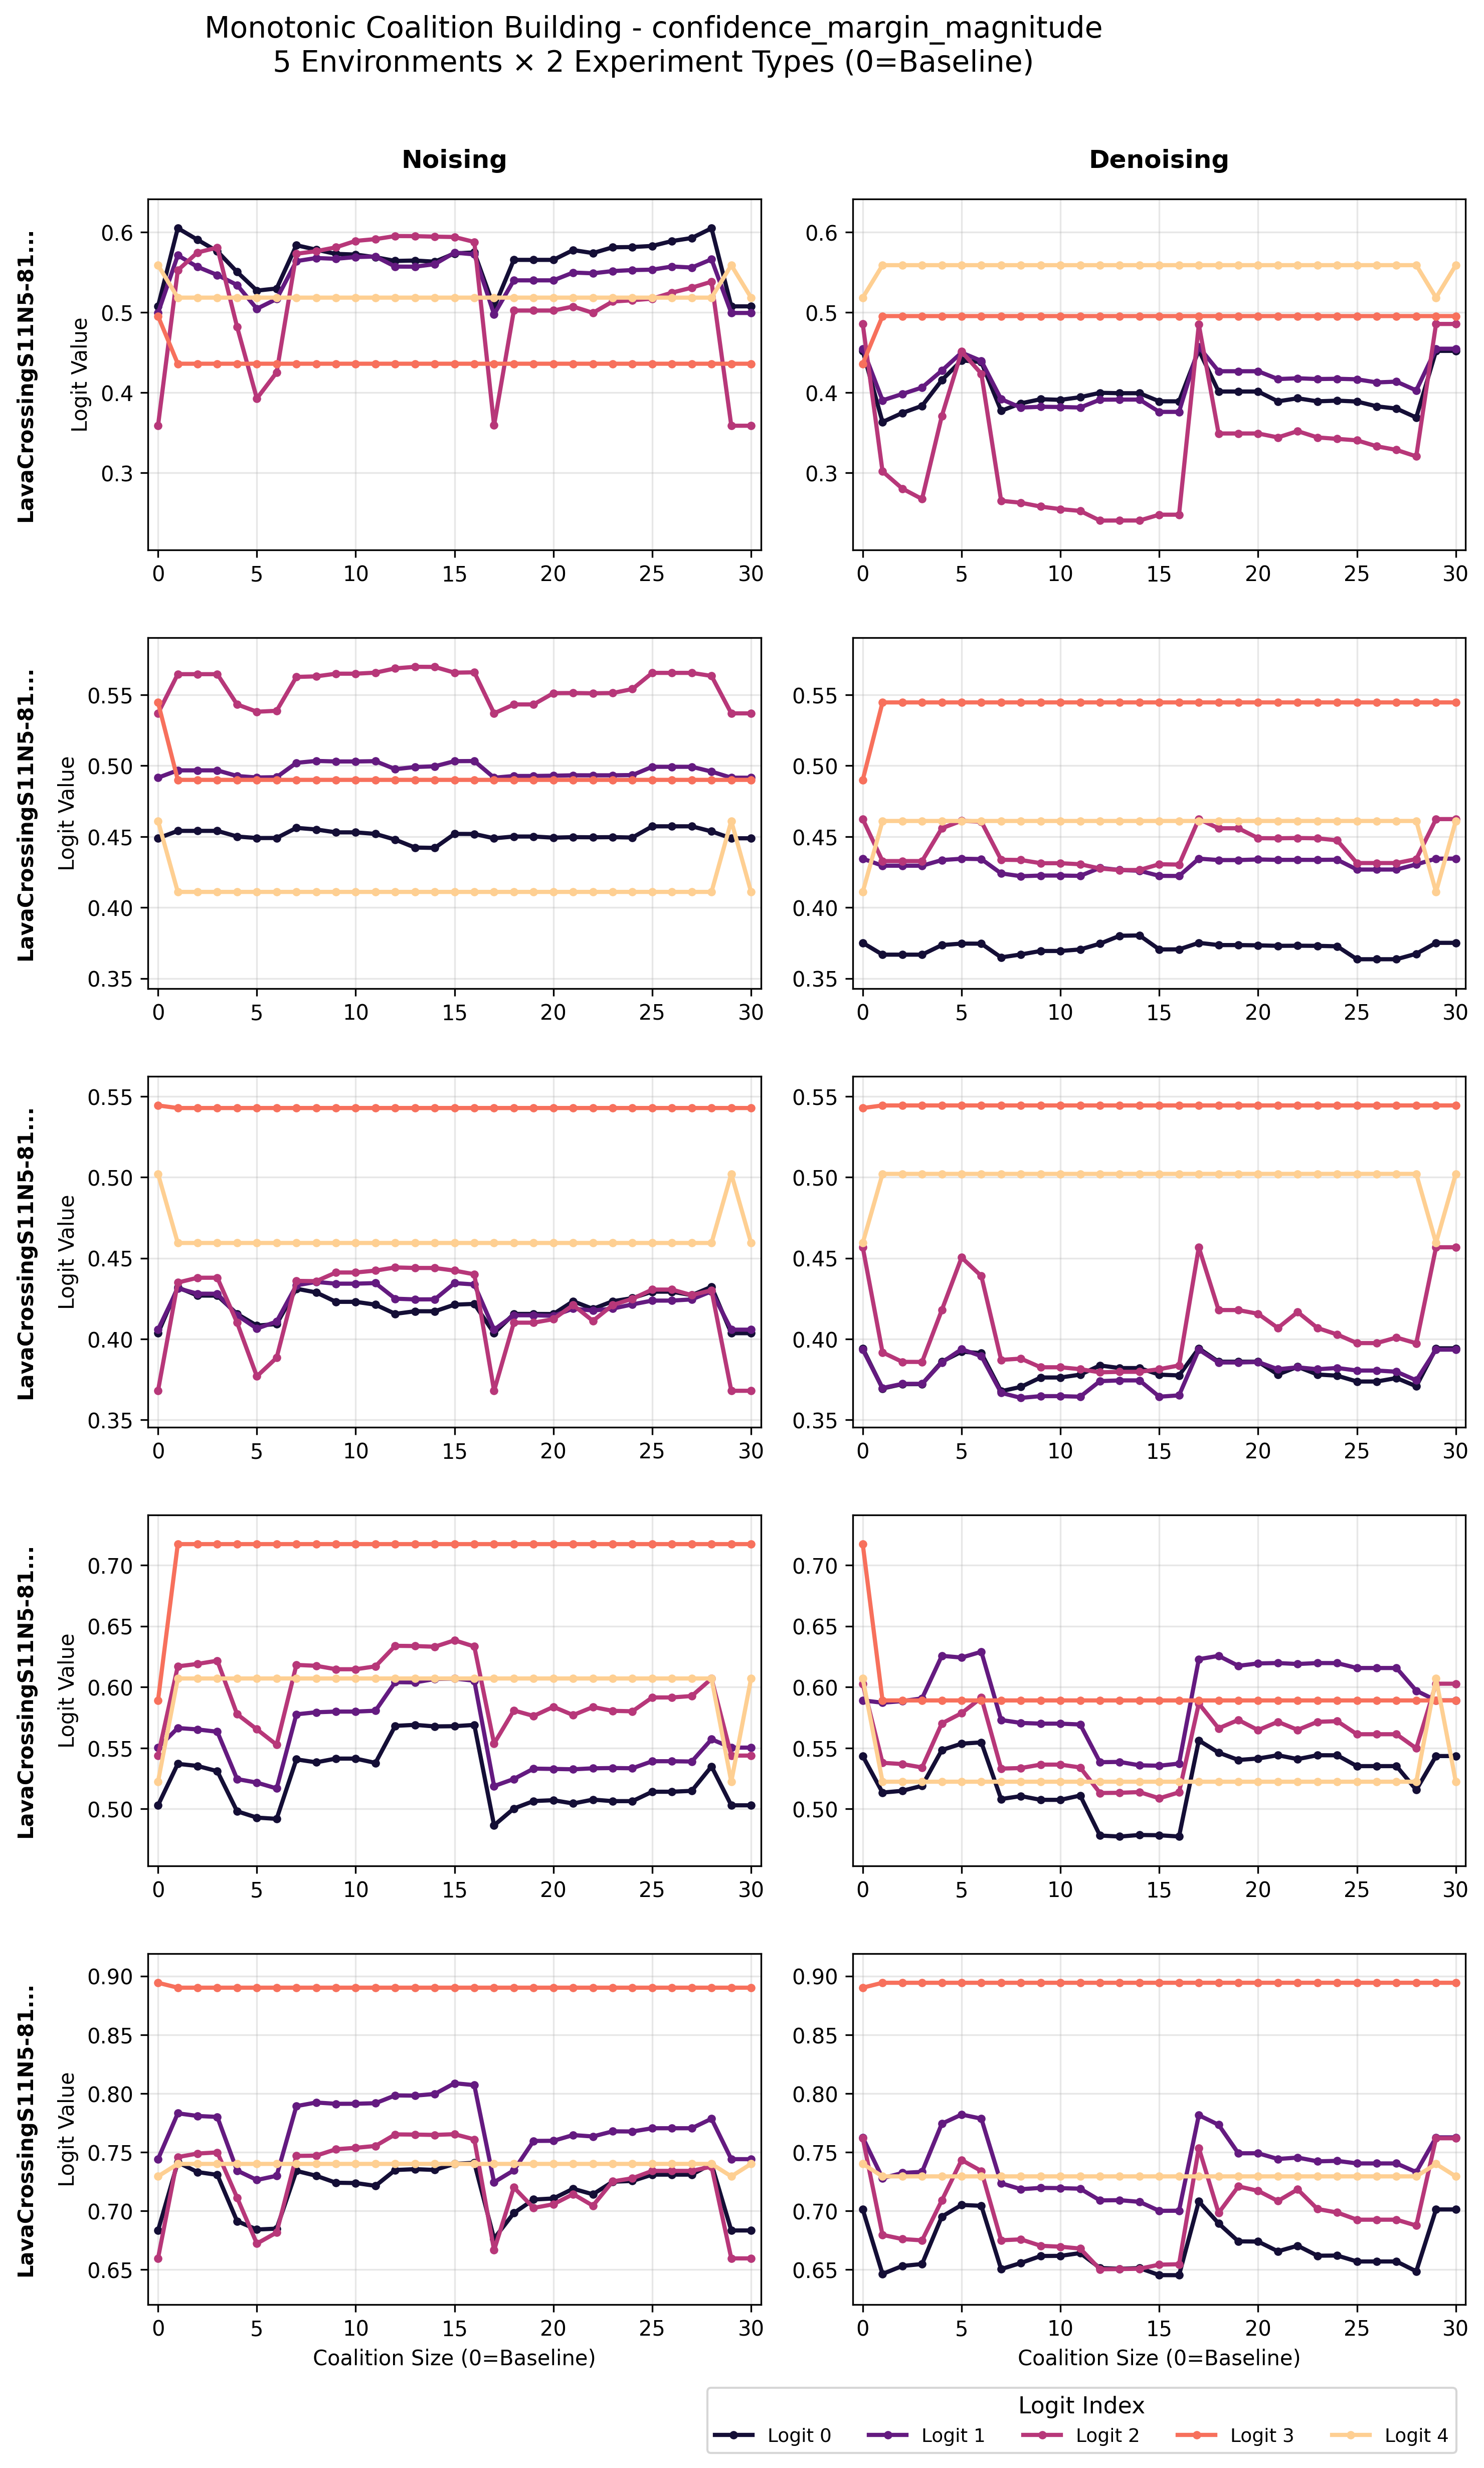 Monotonic Coalition Building - confidence_margin_magnitude
5 Environments × 2 Experiment Types (0=Baseline)
Noising
Denoising
LavaCrossingS11N5-81...
Logit Value
0.6
0.5
0.4
0.3
0 5 10 15 20 25 30
0.6
0.5
0.4
0.3
0 5 10 15 20 25 30
LavaCrossingS11N5-81...
Logit Value
0.55
0.50
0.45
0.40
0.35
0 5 10 15 20 25 30
0.55
0.50
0.45
0.40
0.35
0 5 10 15 20 25 30
LavaCrossingS11N5-81...
Logit Value
0.55
0.50
0.45
0.40
0.35
0 5 10 15 20 25 30
0.55
0.50
0.45
0.40
0.35
0 5 10 15 20 25 30
LavaCrossingS11N5-81...
Logit Value
0.70
0.65
0.60
0.55
0.50
0 5 10 15 20 25 30
0.70
0.65
0.60
0.55
0.50
0 5 10 15 20 25 30
LavaCrossingS11N5-81...
Logit Value
0.90
0.85
0.80
0.75
0.70
0.65
0 5 10 15 20 25 30
Coalition Size (0=Baseline)
0.90
0.85
0.80
0.75
0.70
0.65
0 5 10 15 20 25 30
Coalition Size (0=Baseline)
Logit Index
Logit 0 Logit 1 Logit 2 Logit 3 Logit 4